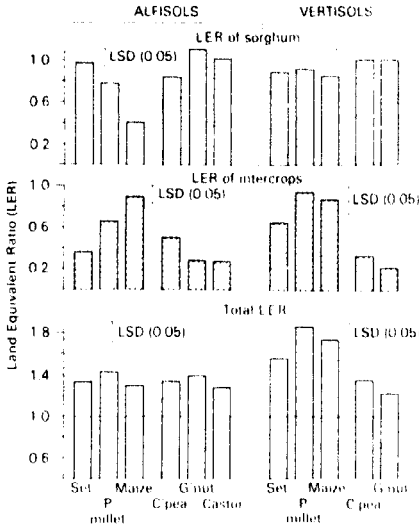 ALFISOLS VERTISOLS
LER of sorghum
LSD (0.05)
1.0
0.6
0.2
LER of intercrops
LSD (0.05) LSD (0.05)
1.0
0.6
0.2
Total LER
LSD (0.05) LSD (0.05
1.8
1.4
1.0
0.6
Land Equivalent Ratio (LER)
Set Maize G nut Set Maize G nut
P C pea Castor P C pea
millet millet